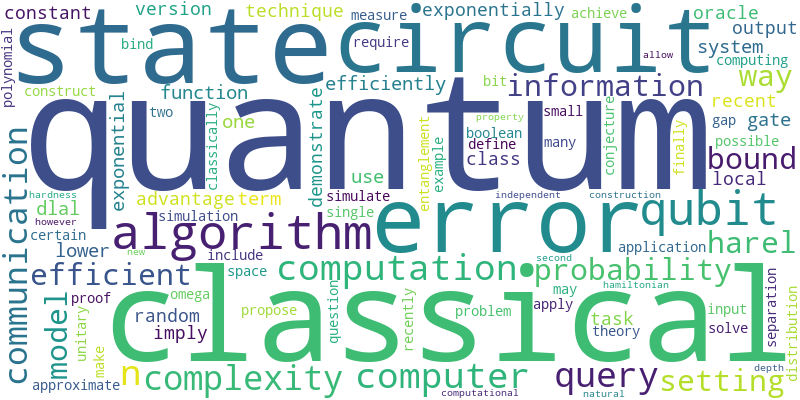 constant
version
technique
measure
exponentially
achieve
oracle
output
polynomial
state
circuit
bind
require
allow
system
computing
way
construct
function
efficiently
bit
information
recent
two
classically
one
demonstrate
quantum
property
small
boolean
define
many
class
conjecture
finally
gap
gate
possible
bound
local
exponential
use
entanglement
example
communication
hardness
however
dlal
certain
advantage
term
simulate
single
simulation
independent
construction
algorithm
error
qubit
application
harel
lower
include
space
computation
second
probability
hamiltonian
efficient
model
proof
random
imply
omega
propose
question
recently
problem
may
apply
task
theory
input
solve
separation
distribution
unitary
make
approximate
new
classical
n
complexity
computer
computational
query
natural
setting
depth